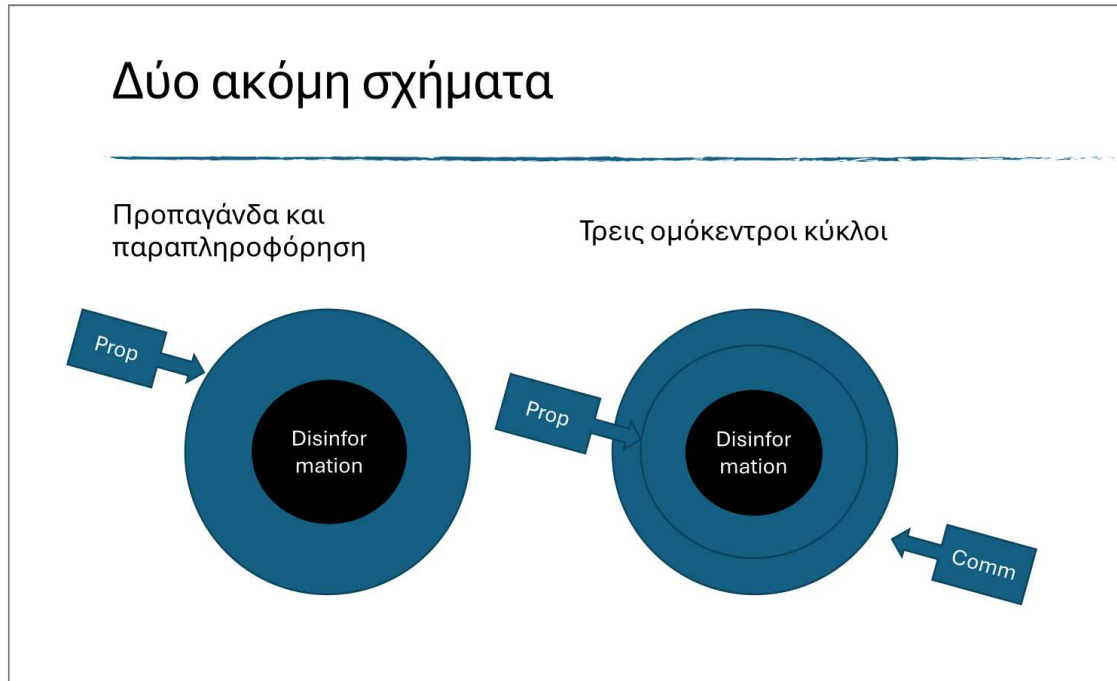 Δύο ακόμη σχήματα
Προπαγάνδα και
παραπληροφόρηση
Prop
Disinfor
mation
Τρεις ομόκεντροι κύκλοι
Prop
Disinfor
mation
Comm